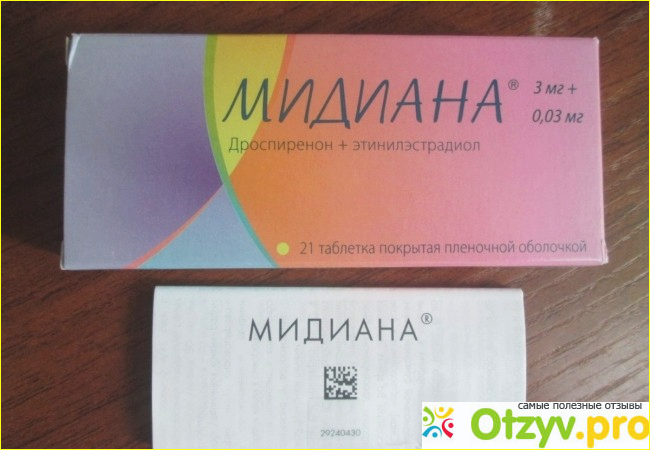 МИДИАНА®
3 мг +
0,03 мг
Дроспиренон + этинилэстрадиол
21 таблетка покрытая пленочной оболочкой
МИДИАНА®
29240430
самые полезные отзывы
Otzyv.pro